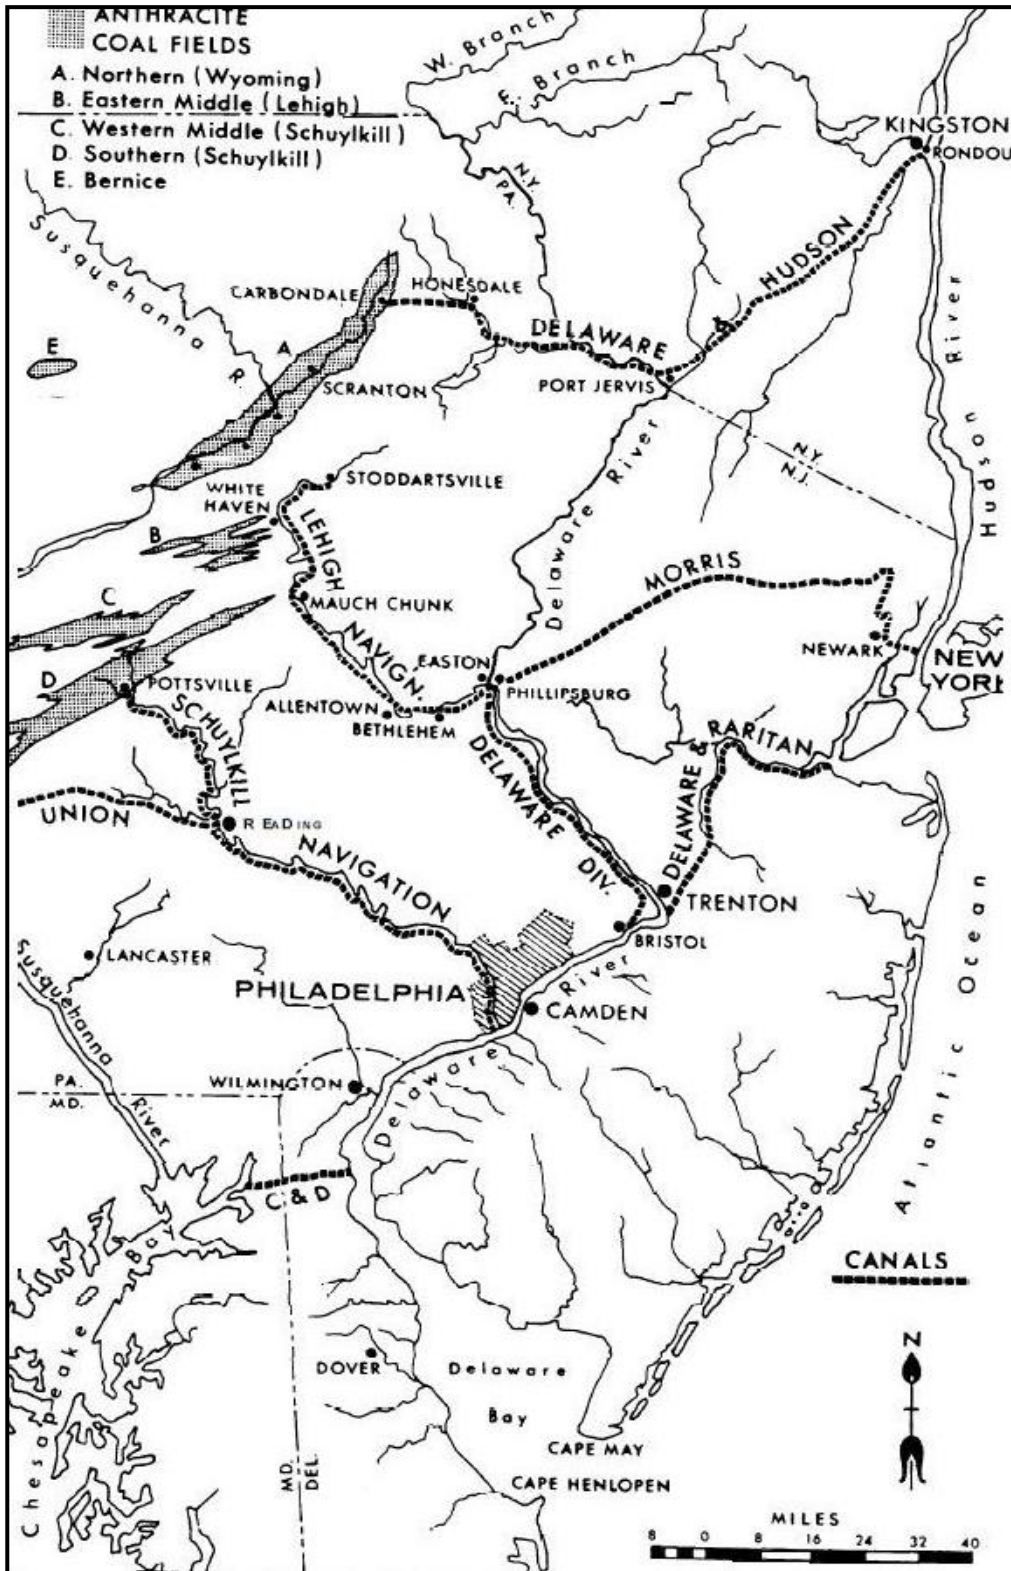 ANTHRACITE
COAL FIELDS
A. Northern (Wyoming)
B. Eastern Middle (Lehigh)
C. Western Middle (Schuylkill)
D. Southern (Schuylkill)
E. Bernice
W. Branch
E. Branch
KINGSTON
RONDOU
N.Y.
PA.
Susquehanna R.
HUDSON
Hudson River
CARBONDALE
HONESDALE
DELAWARE
&
A
E
SCRANTON
PORT JERVIS
Delaware River
N.Y.
N.J.
STODDARTSVILLE
WHITE
HAVEN
B
LEHIGH
MORRIS
C
MAUCH CHUNK
NAVIGN.
NEWARK
NEW
YORK
EASTON
PHILLIPSBURG
D
POTTSVILLE
ALLENTOWN
BETHLEHEM
SCHUYLKILL
DELAWARE DIV.
DELAWARE & RARITAN
UNION
READING
NAVIGATION
TRENTON
BRISTOL
LANCASTER
Susquehanna River
PHILADELPHIA
River
CAMDEN
Atlantic Ocean
WILMINGTON
Delaware
PA.
MD.
C & D
CANALS
Chesapeake Bay
N
DOVER
Delaware
Bay
MD.
DEL.
CAPE MAY
CAPE HENLOPEN
MILES
8 0 8 16 24 32 40